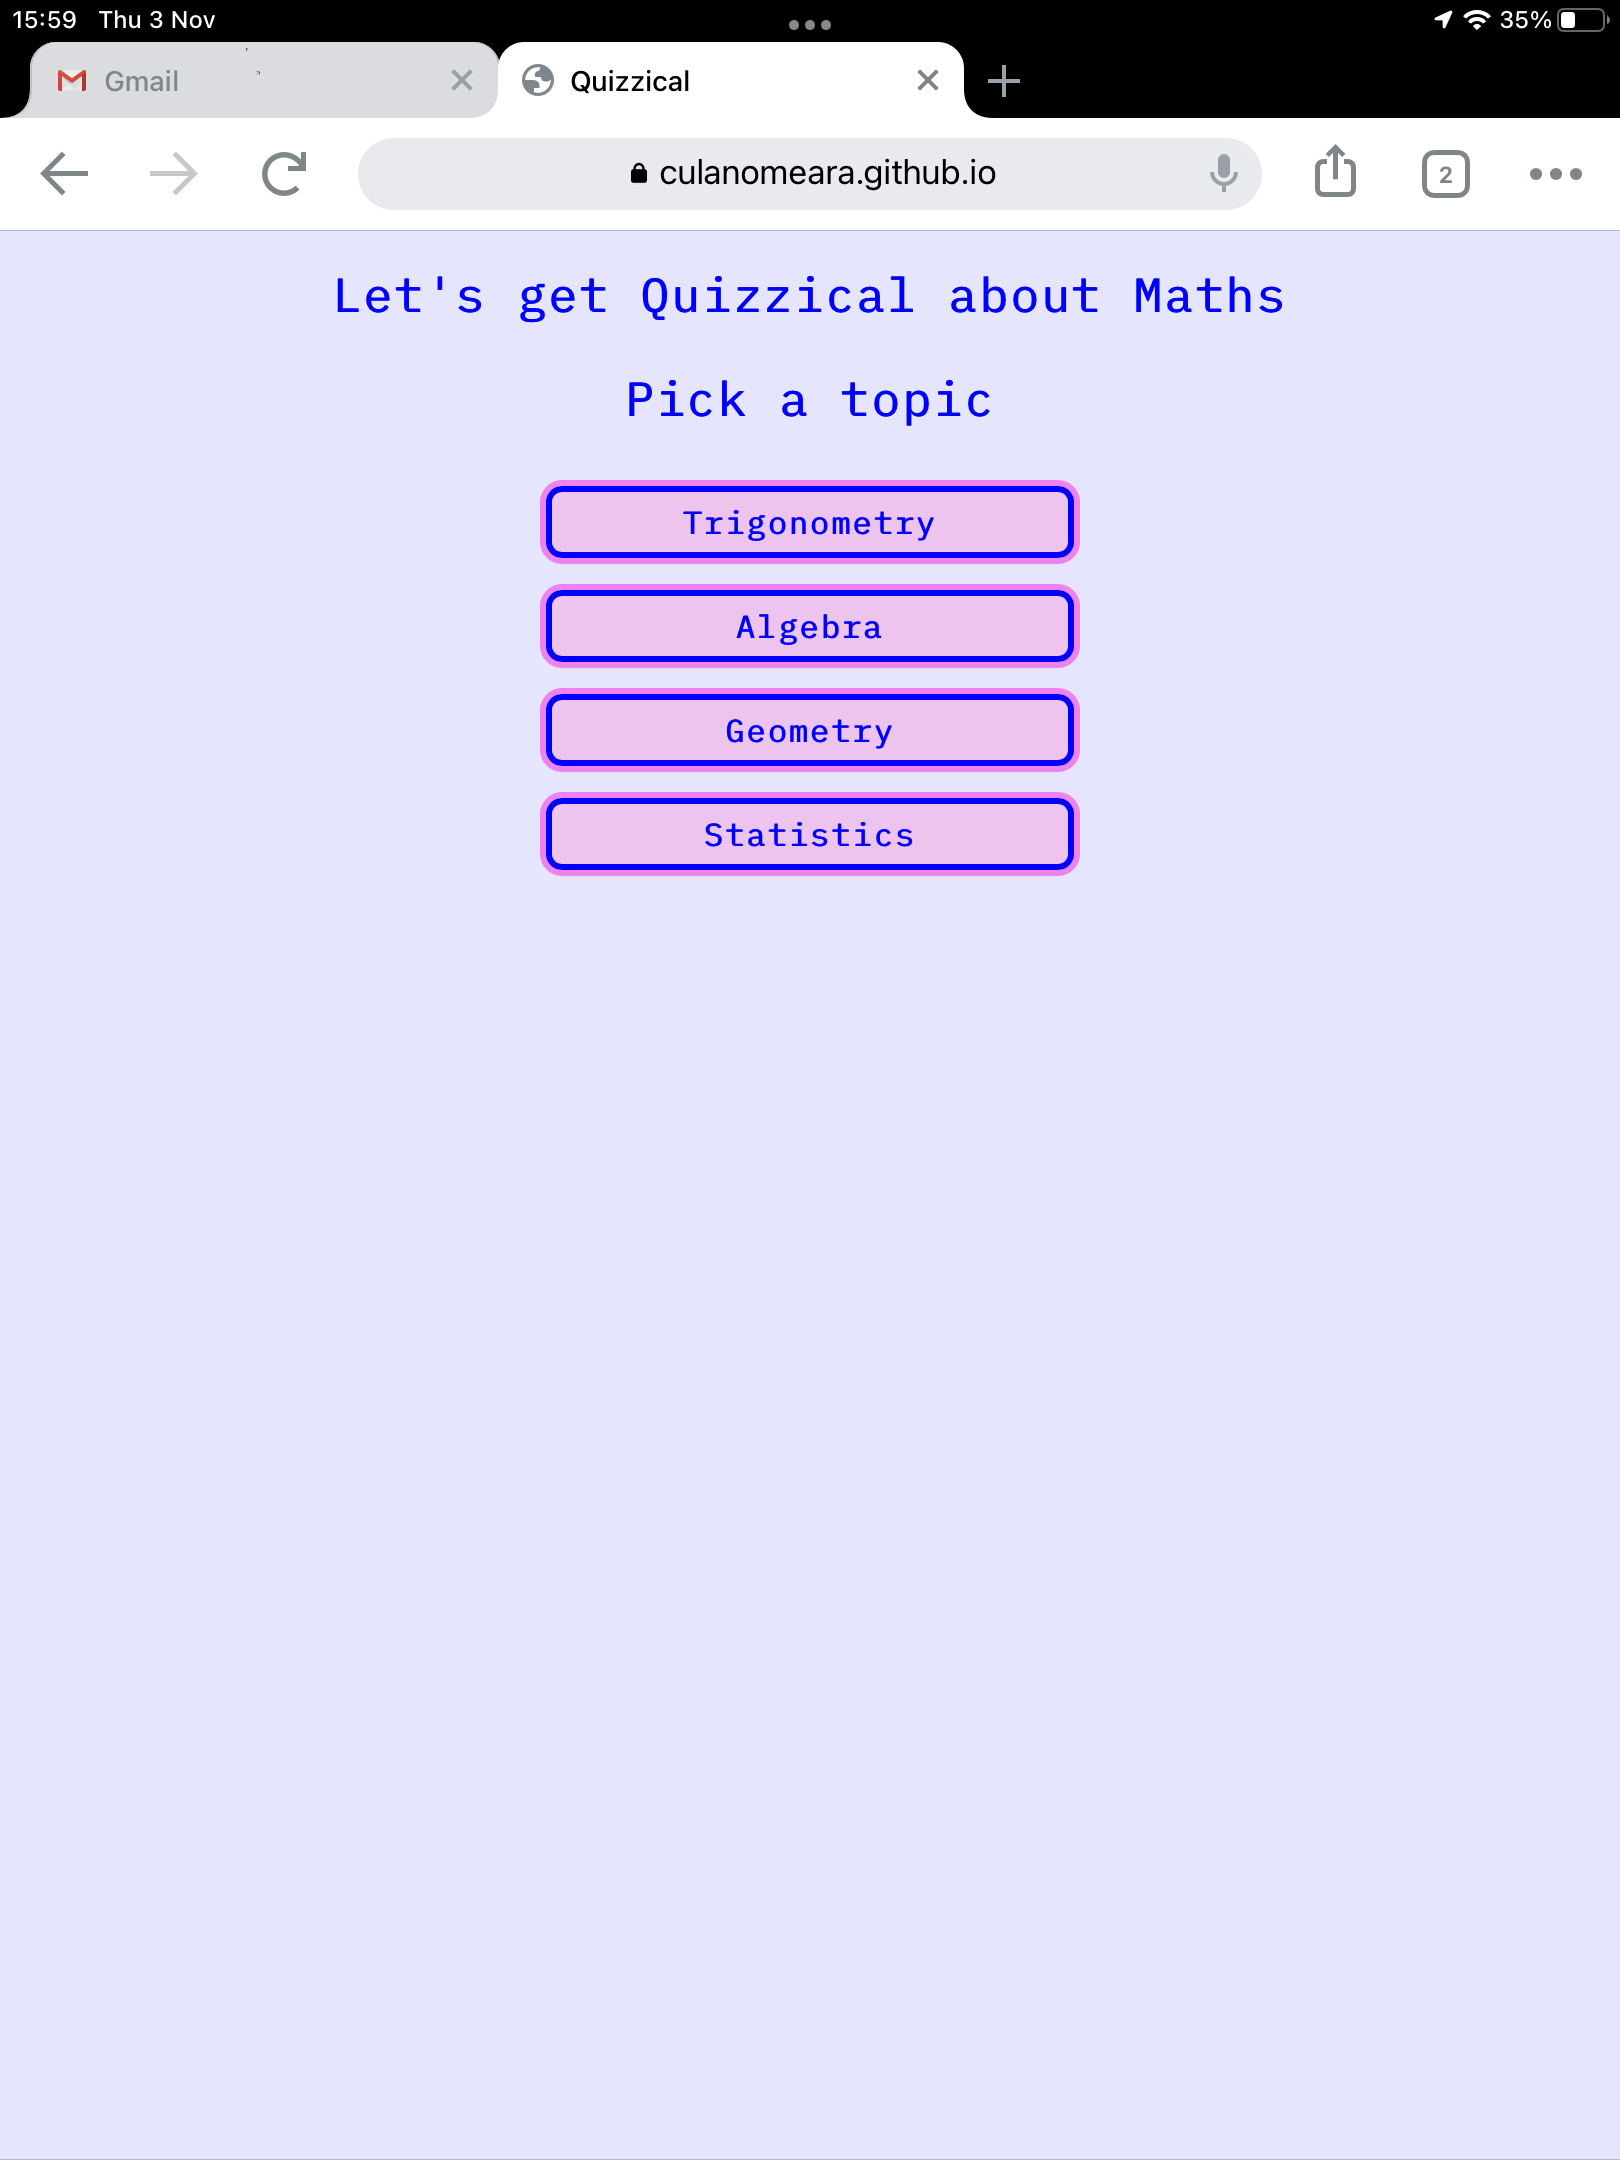 15:59 Thu 3 Nov 35%
Gmail Quizzical
culanomeara.github.io 2
Let's get Quizzical about Maths
Pick a topic
Trigonometry
Algebra
Geometry
Statistics